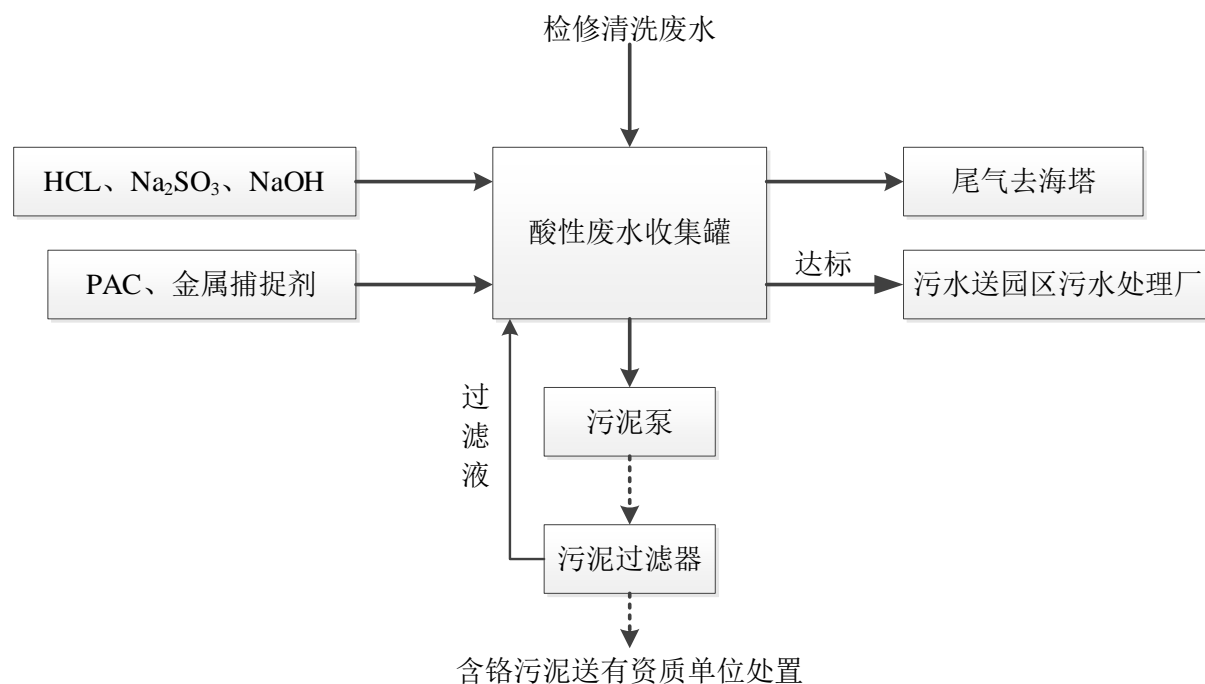 检修清洗废水
HCL、Na₂SO₃、NaOH
酸性废水收集罐
尾气去海塔
PAC、金属捕捉剂
达标
污水送园区污水处理厂
过滤液
污泥泵
污泥过滤器
含铬污泥送有资质单位处置